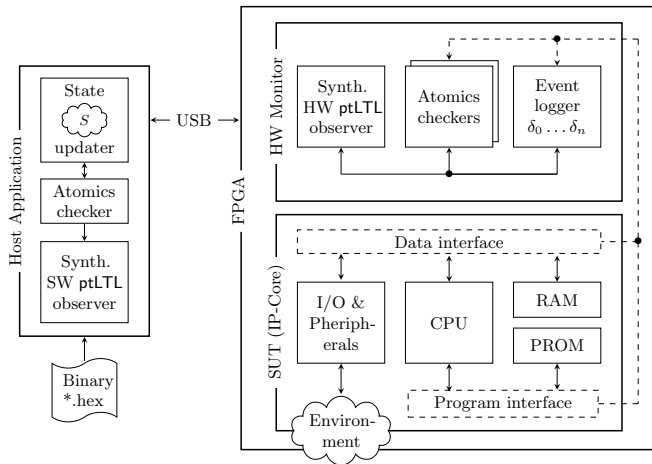 Host Application
State
S
updater
Atomics
checker
Synth.
SW ptLTL
observer
Binary
*.hex
USB
FPGA
HW Monitor
Synth.
HW ptLTL
observer
Atomics
checkers
Event
logger
δ0 … δn
SUT (IP-Core)
Data interface
I/O &
Pheriph-
erals
CPU
RAM
PROM
Program interface
Environ-
ment